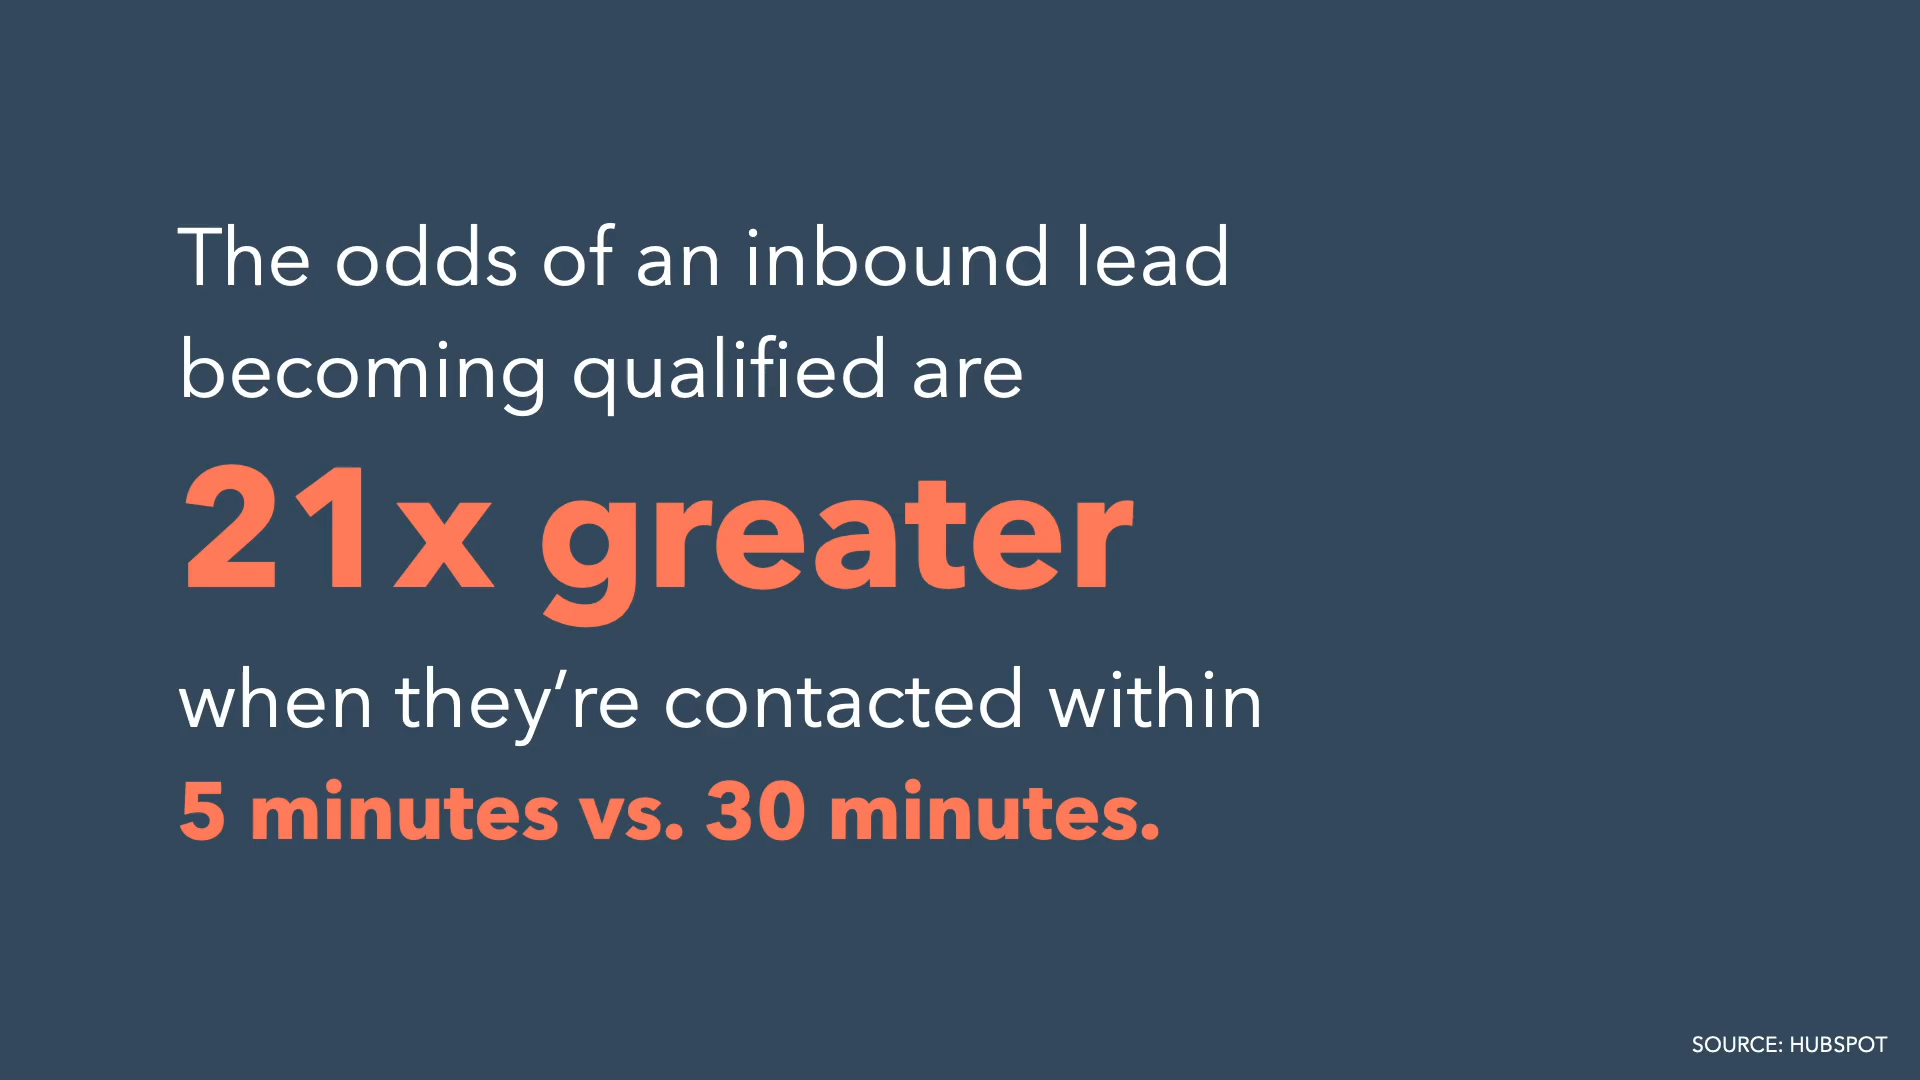 The odds of an inbound lead
becoming qualified are
21x greater
when they’re contacted within
5 minutes vs. 30 minutes.
SOURCE: HUBSPOT